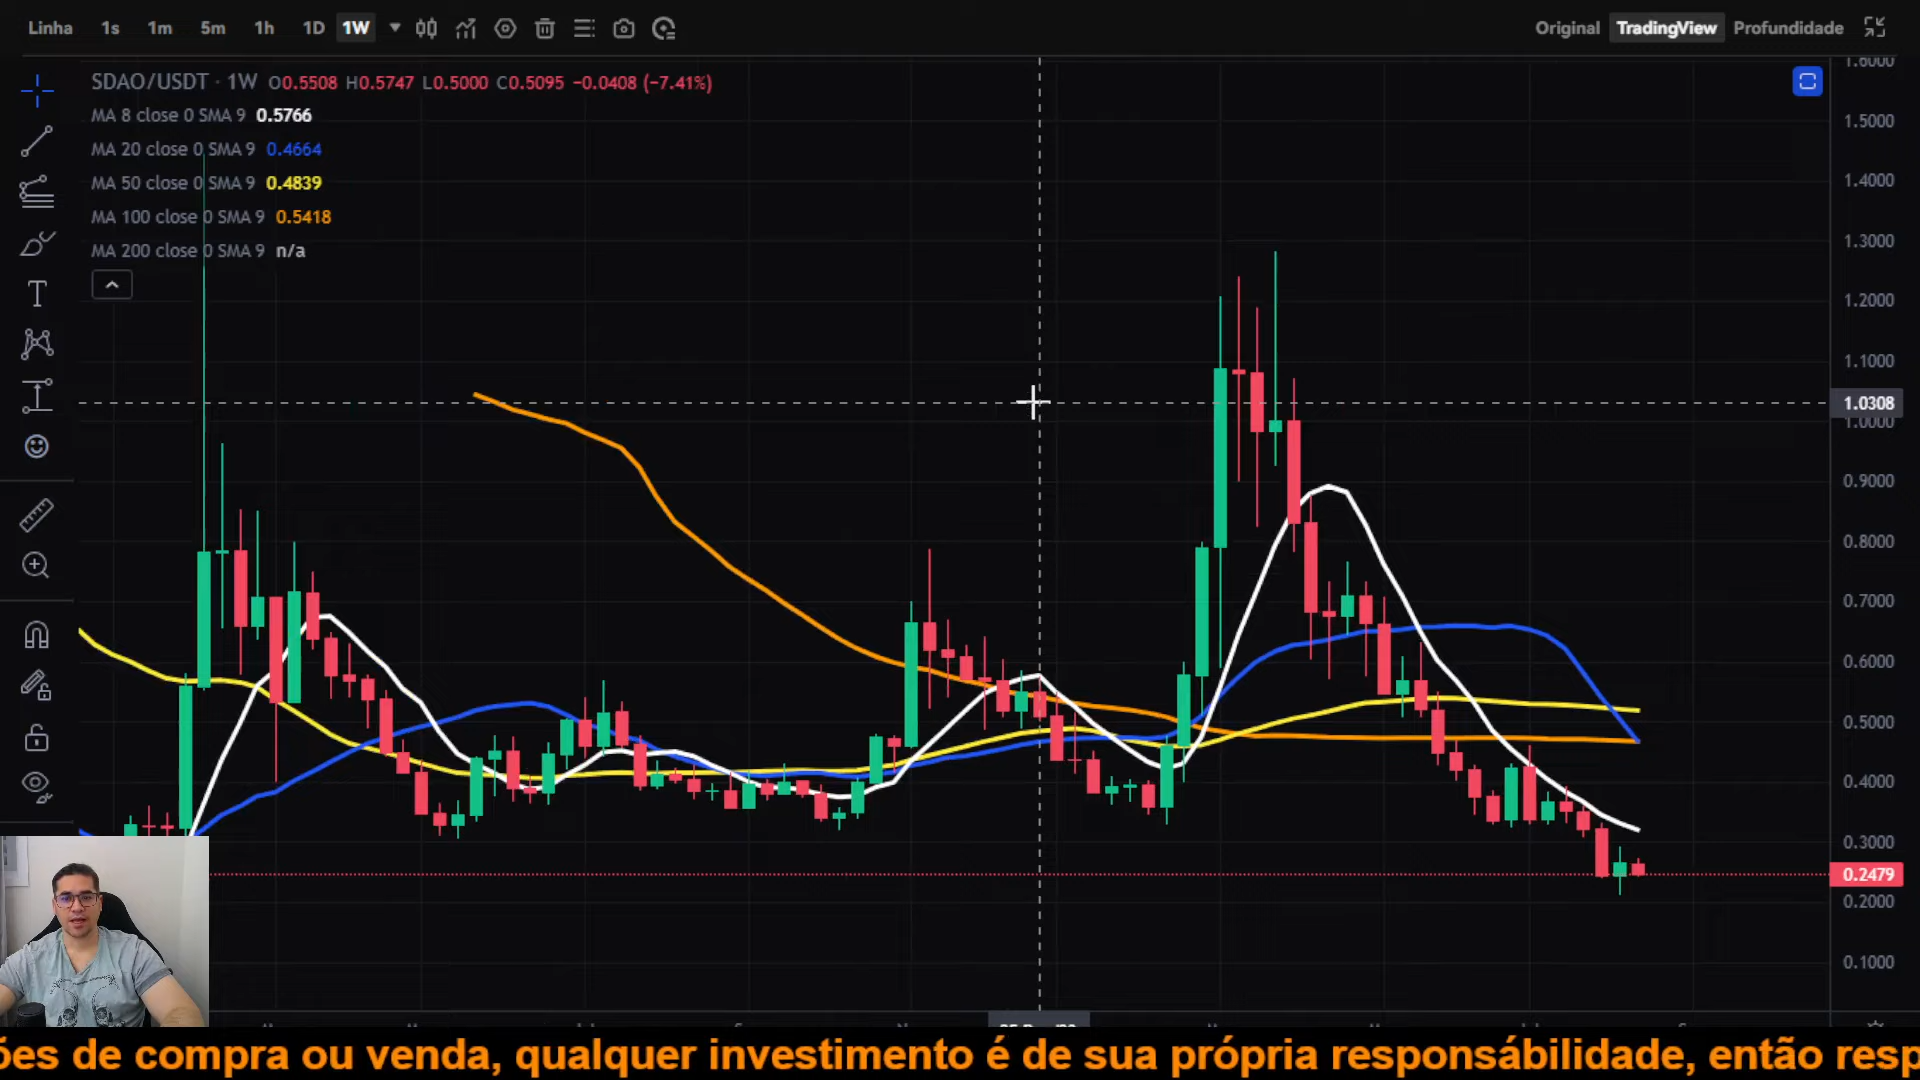 Linha 1s 1m 5m 1h 1D 1W
Original TradingView Profundidade
SDAO/USDT · 1W O0.5508 H0.5747 L0.5000 C0.5095 −0.0408 (−7.41%)
MA 8 close 0 SMA 9 0.5766
MA 20 close 0 SMA 9 0.4664
MA 50 close 0 SMA 9 0.4839
MA 100 close 0 SMA 9 0.5418
MA 200 close 0 SMA 9 n/a
1.6000
1.5000
1.4000
1.3000
1.2000
1.1000
1.0308
1.0000
0.9000
0.8000
0.7000
0.6000
0.5000
0.4000
0.3000
0.2479
0.2000
0.1000
ões de compra ou venda, qualquer investimento é de sua própria responsábilidade, então resp